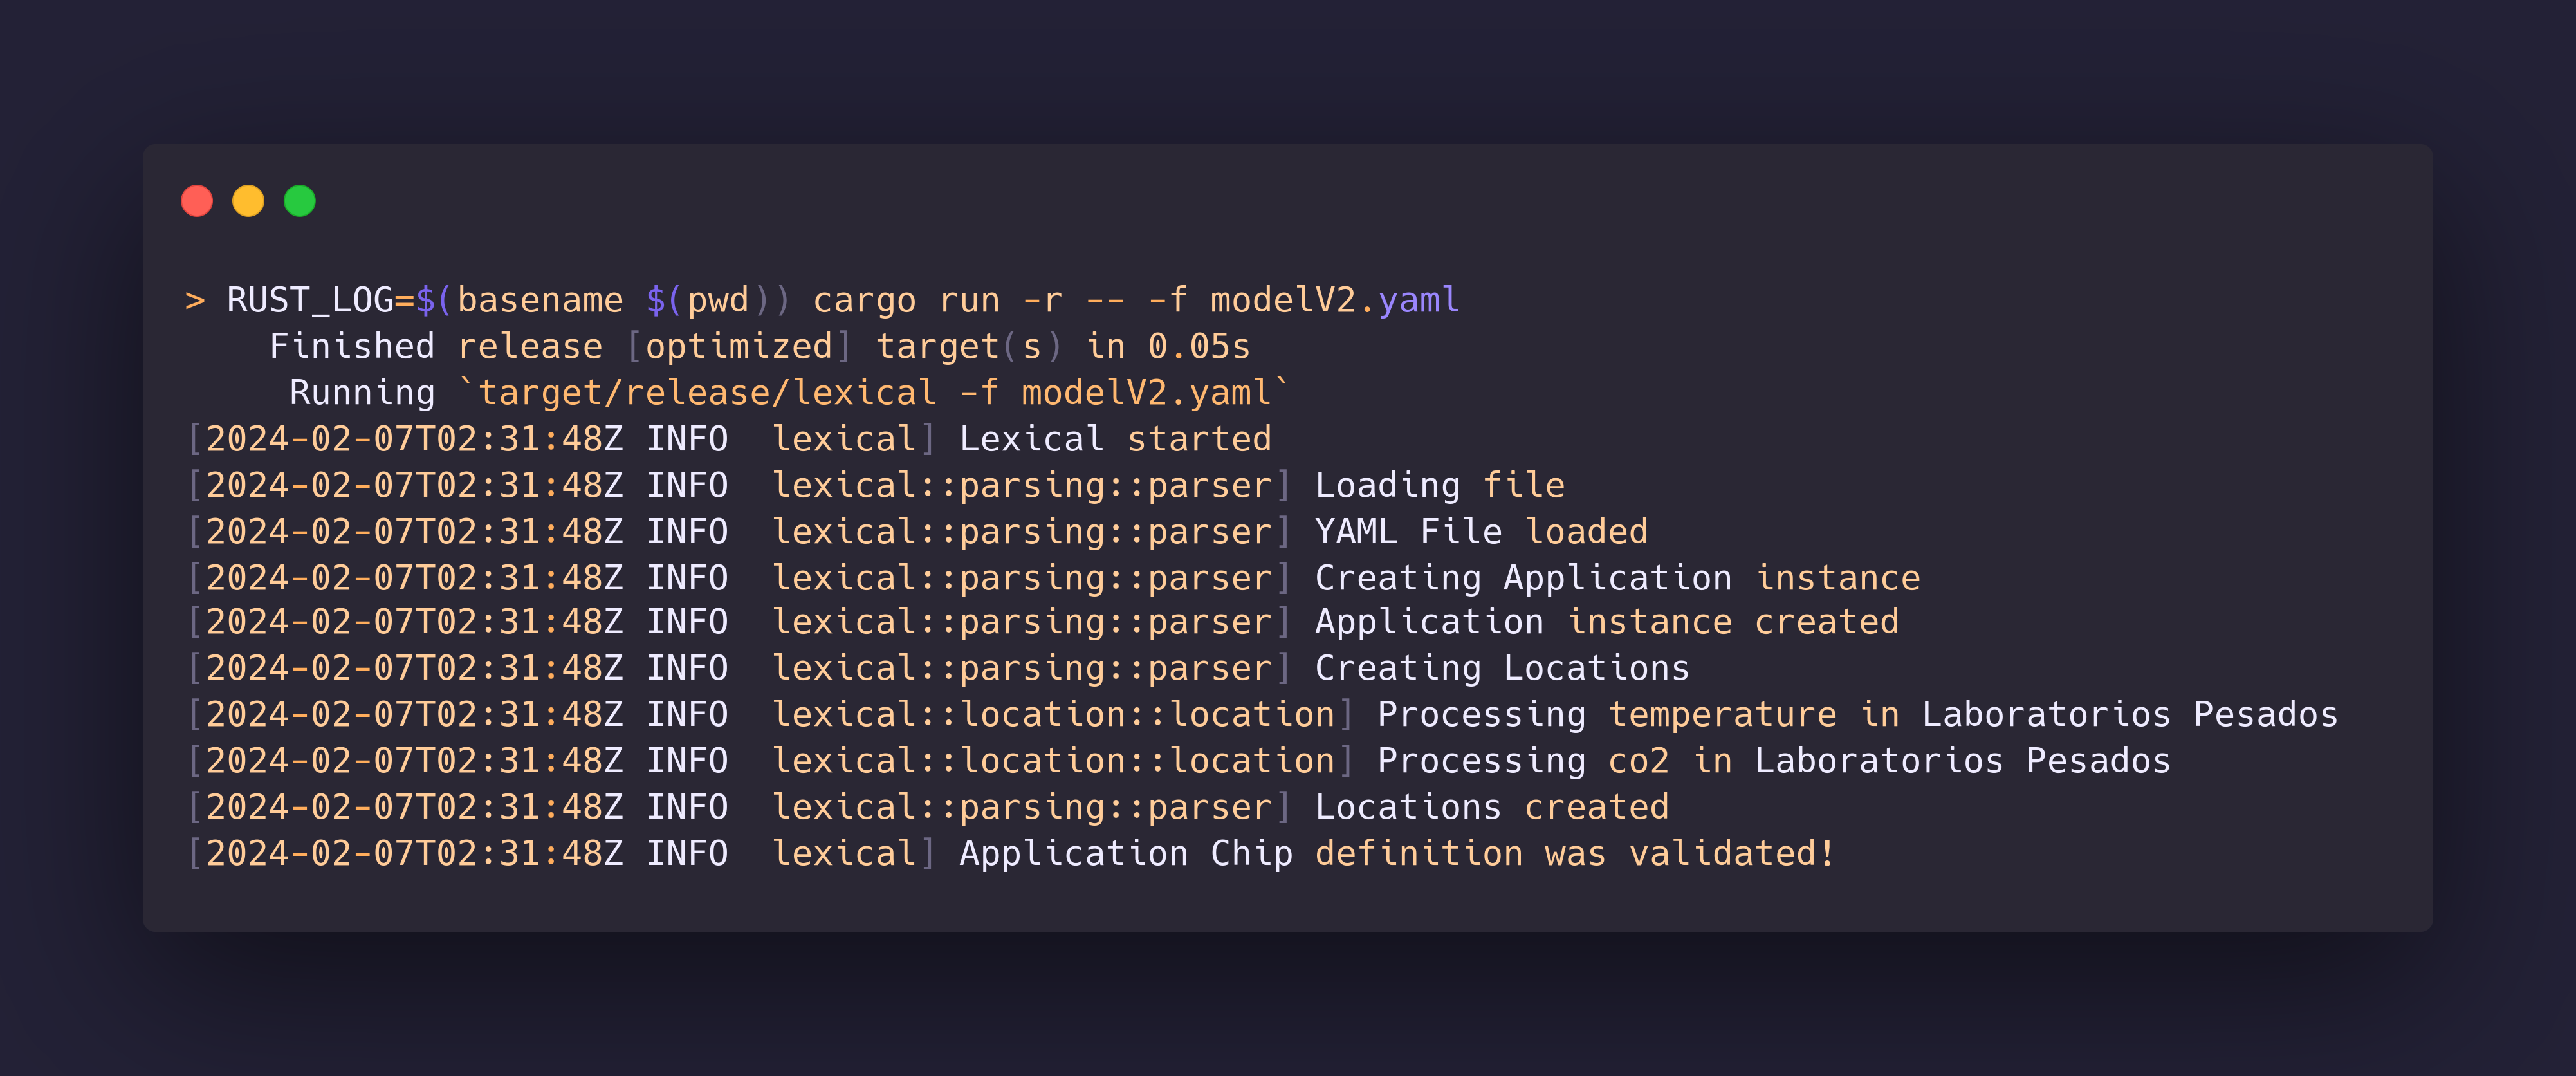 > RUST_LOG=$(basename $(pwd)) cargo run -r -- -f modelV2.yaml
    Finished release [optimized] target(s) in 0.05s
     Running `target/release/lexical -f modelV2.yaml`
[2024-02-07T02:31:48Z INFO  lexical] Lexical started
[2024-02-07T02:31:48Z INFO  lexical::parsing::parser] Loading file
[2024-02-07T02:31:48Z INFO  lexical::parsing::parser] YAML File loaded
[2024-02-07T02:31:48Z INFO  lexical::parsing::parser] Creating Application instance
[2024-02-07T02:31:48Z INFO  lexical::parsing::parser] Application instance created
[2024-02-07T02:31:48Z INFO  lexical::parsing::parser] Creating Locations
[2024-02-07T02:31:48Z INFO  lexical::location::location] Processing temperature in Laboratorios Pesados
[2024-02-07T02:31:48Z INFO  lexical::location::location] Processing co2 in Laboratorios Pesados
[2024-02-07T02:31:48Z INFO  lexical::parsing::parser] Locations created
[2024-02-07T02:31:48Z INFO  lexical] Application Chip definition was validated!